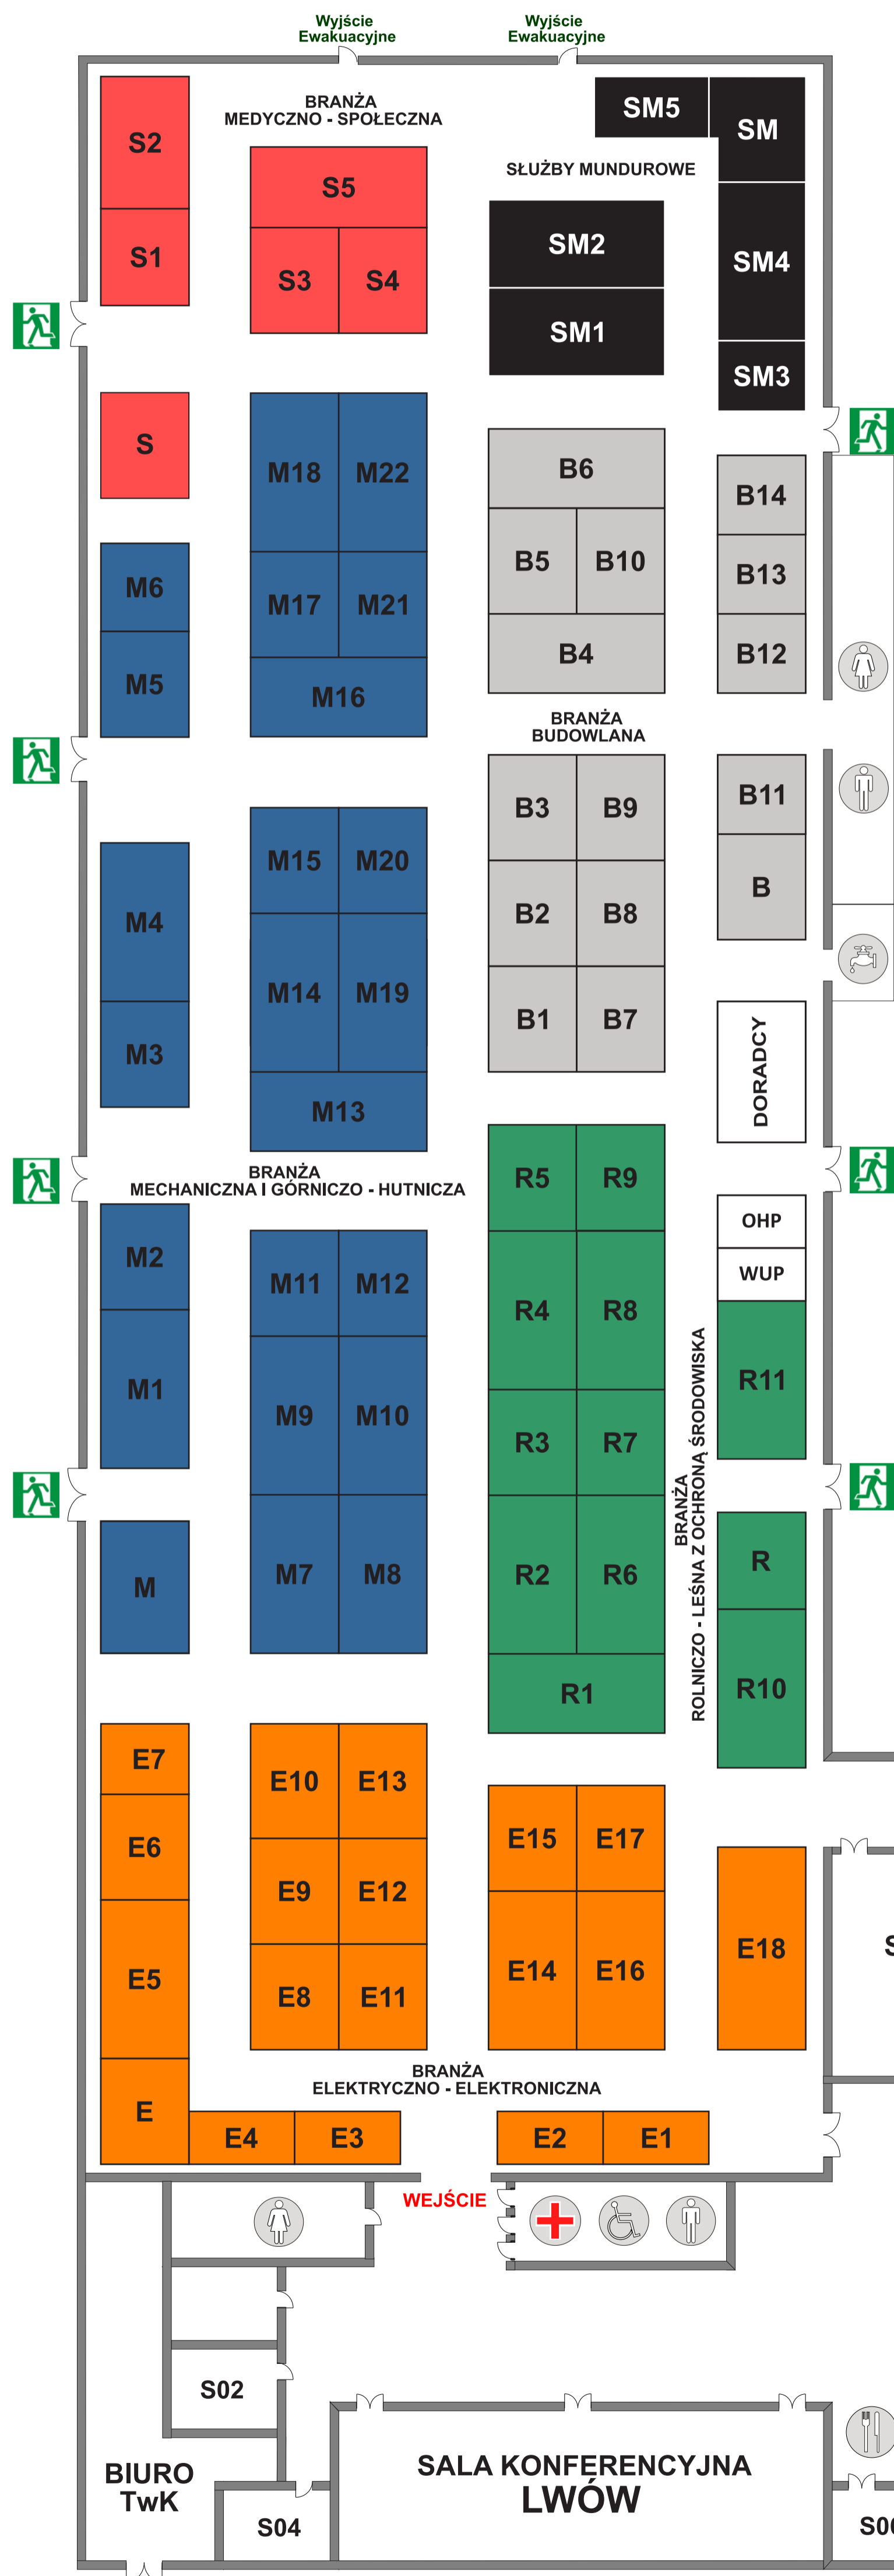 Wyjście
Ewakuacyjne
Wyjście
Ewakuacyjne
BRANŻA
MEDYCZNO - SPOŁECZNA
SM5
SM
S2
SŁUŻBY MUNDUROWE
S5
SM2
S1
S3
S4
SM4
SM1
SM3
S
B6
M18
M22
B14
B5
B10
B13
M6
M17
M21
B4
B12
M5
M16
BRANŻA
BUDOWLANA
B3
B9
B11
M15
M20
B
B2
B8
M4
M14
M19
B1
B7
M3
DORADCY
M13
BRANŻA
MECHANICZNA I GÓRNICZO - HUTNICZA
R5
R9
OHP
M2
M11
M12
WUP
R4
R8
M1
M9
M10
R3
R7
R11
BRANŻA
ROLNICZO - LEŚNA Z OCHRONĄ ŚRODOWISKA
M
M7
M8
R2
R6
R
R1
R10
E7
E10
E13
E15
E17
E6
E9
E12
E5
E8
E11
E14
E16
E18
S
BRANŻA
ELEKTRYCZNO - ELEKTRONICZNA
E
E4
E3
E2
E1
WEJŚCIE
S02
BIURO
TwK
SALA KONFERENCYJNA
LWÓW
S04